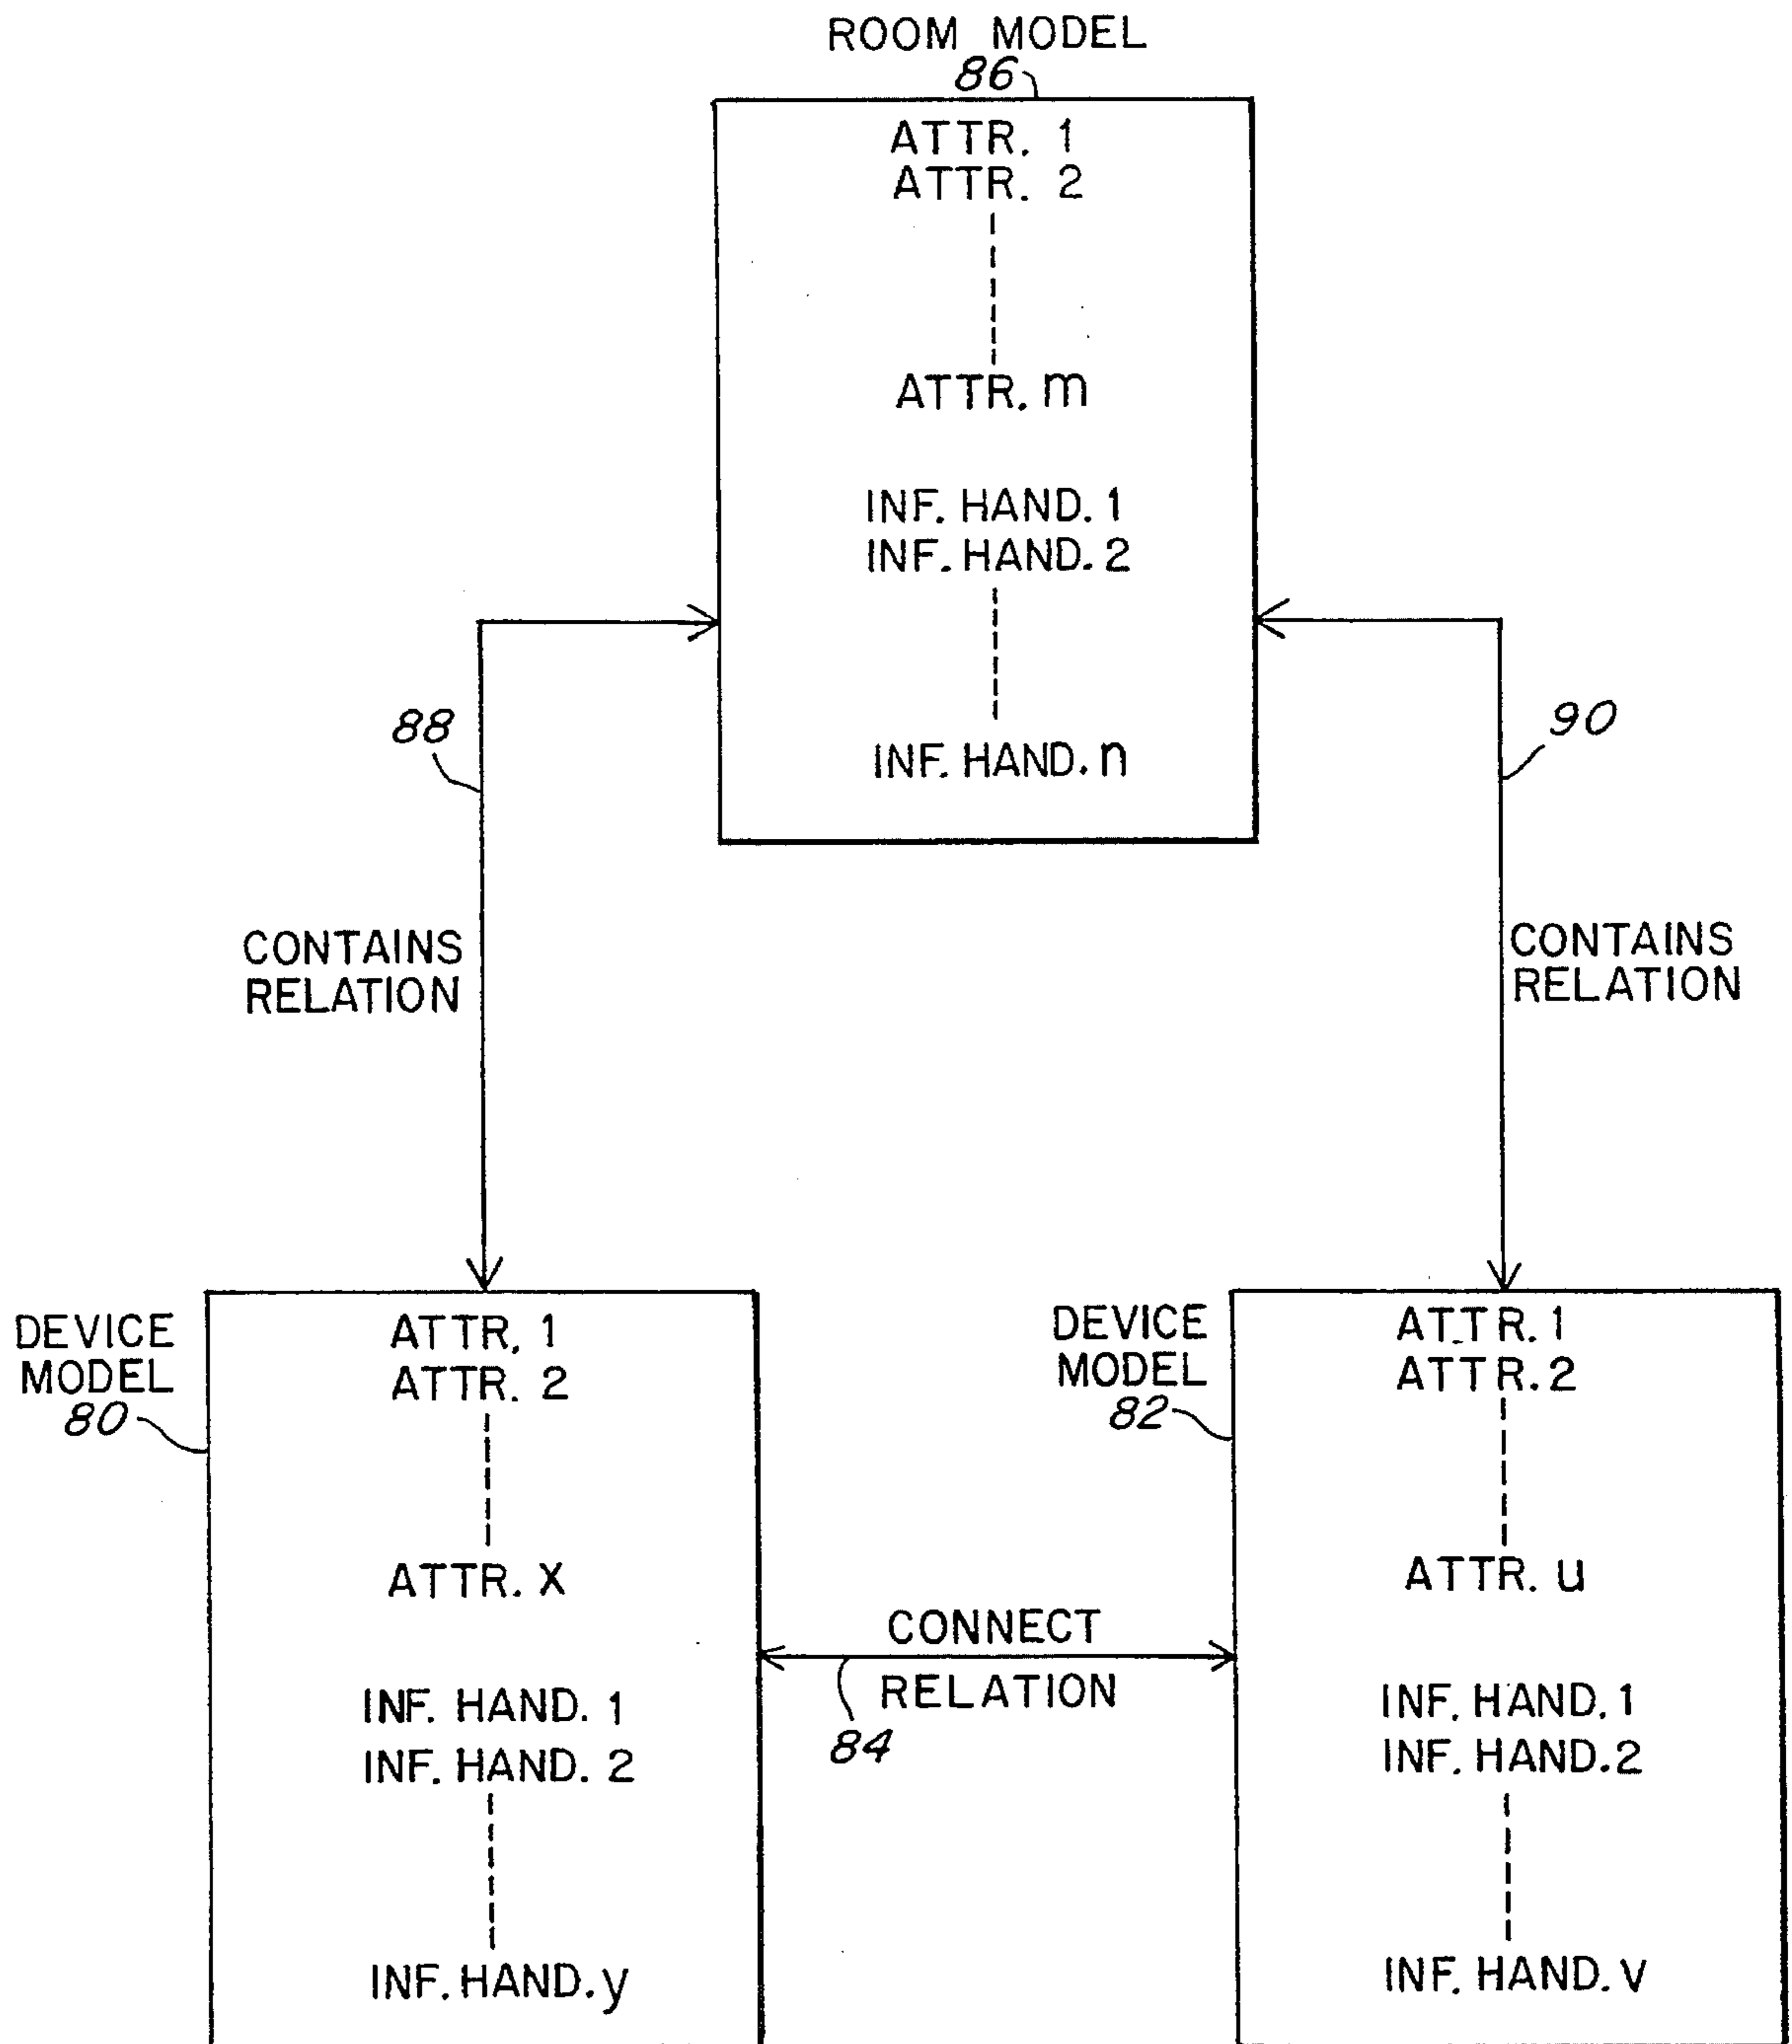 ROOM MODEL
86
ATTR. 1
ATTR. 2
ATTR. m
INF. HAND. 1
INF. HAND. 2
INF. HAND. n
88
90
CONTAINS
RELATION
CONTAINS
RELATION
DEVICE
MODEL
80
ATTR. 1
ATTR. 2
ATTR. x
INF. HAND. 1
INF. HAND. 2
INF. HAND. y
CONNECT
RELATION
84
DEVICE
MODEL
82
ATTR. 1
ATTR. 2
ATTR. u
INF. HAND. 1
INF. HAND. 2
INF. HAND. v